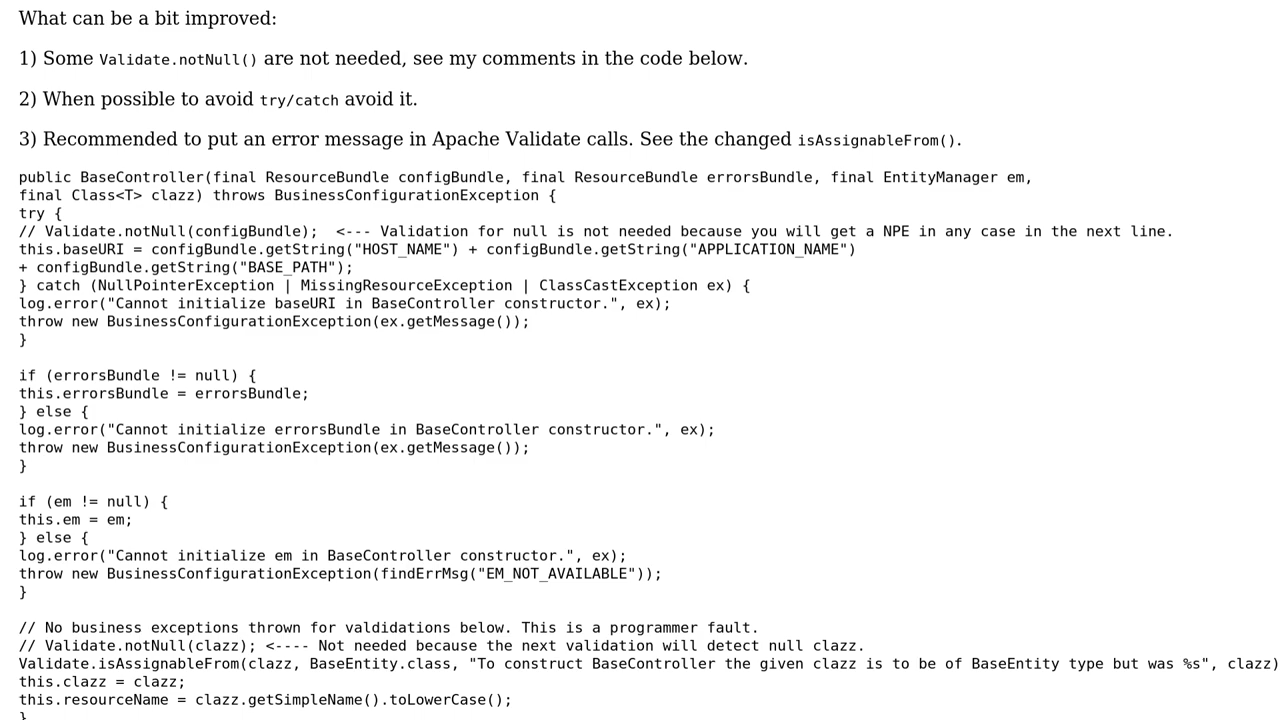 What can be a bit improved:
1) Some Validate.notNull() are not needed, see my comments in the code below.
2) When possible to avoid try/catch avoid it.
3) Recommended to put an error message in Apache Validate calls. See the changed isAssignableFrom().
public BaseController(final ResourceBundle configBundle, final ResourceBundle errorsBundle, final EntityManager em,
final Class<T> clazz) throws BusinessConfigurationException {
try {
// Validate.notNull(configBundle);  <--- Validation for null is not needed because you will get a NPE in any case in the next line.
this.baseURI = configBundle.getString("HOST_NAME") + configBundle.getString("APPLICATION_NAME")
+ configBundle.getString("BASE_PATH");
} catch (NullPointerException | MissingResourceException | ClassCastException ex) {
log.error("Cannot initialize baseURI in BaseController constructor.", ex);
throw new BusinessConfigurationException(ex.getMessage());
}
if (errorsBundle != null) {
this.errorsBundle = errorsBundle;
} else {
log.error("Cannot initialize errorsBundle in BaseController constructor.", ex);
throw new BusinessConfigurationException(ex.getMessage());
}
if (em != null) {
this.em = em;
} else {
log.error("Cannot initialize em in BaseController constructor.", ex);
throw new BusinessConfigurationException(findErrMsg("EM_NOT_AVAILABLE"));
}
// No business exceptions thrown for valdidations below. This is a programmer fault.
// Validate.notNull(clazz); <---- Not needed because the next validation will detect null clazz.
Validate.isAssignableFrom(clazz, BaseEntity.class, "To construct BaseController the given clazz is to be of BaseEntity type but was %s", clazz)
this.clazz = clazz;
this.resourceName = clazz.getSimpleName().toLowerCase();
}